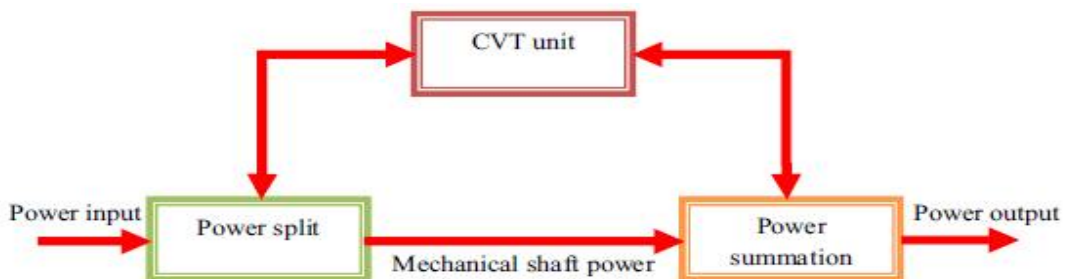 CVT unit
Power input
Power split
Mechanical shaft power
Power
summation
Power output